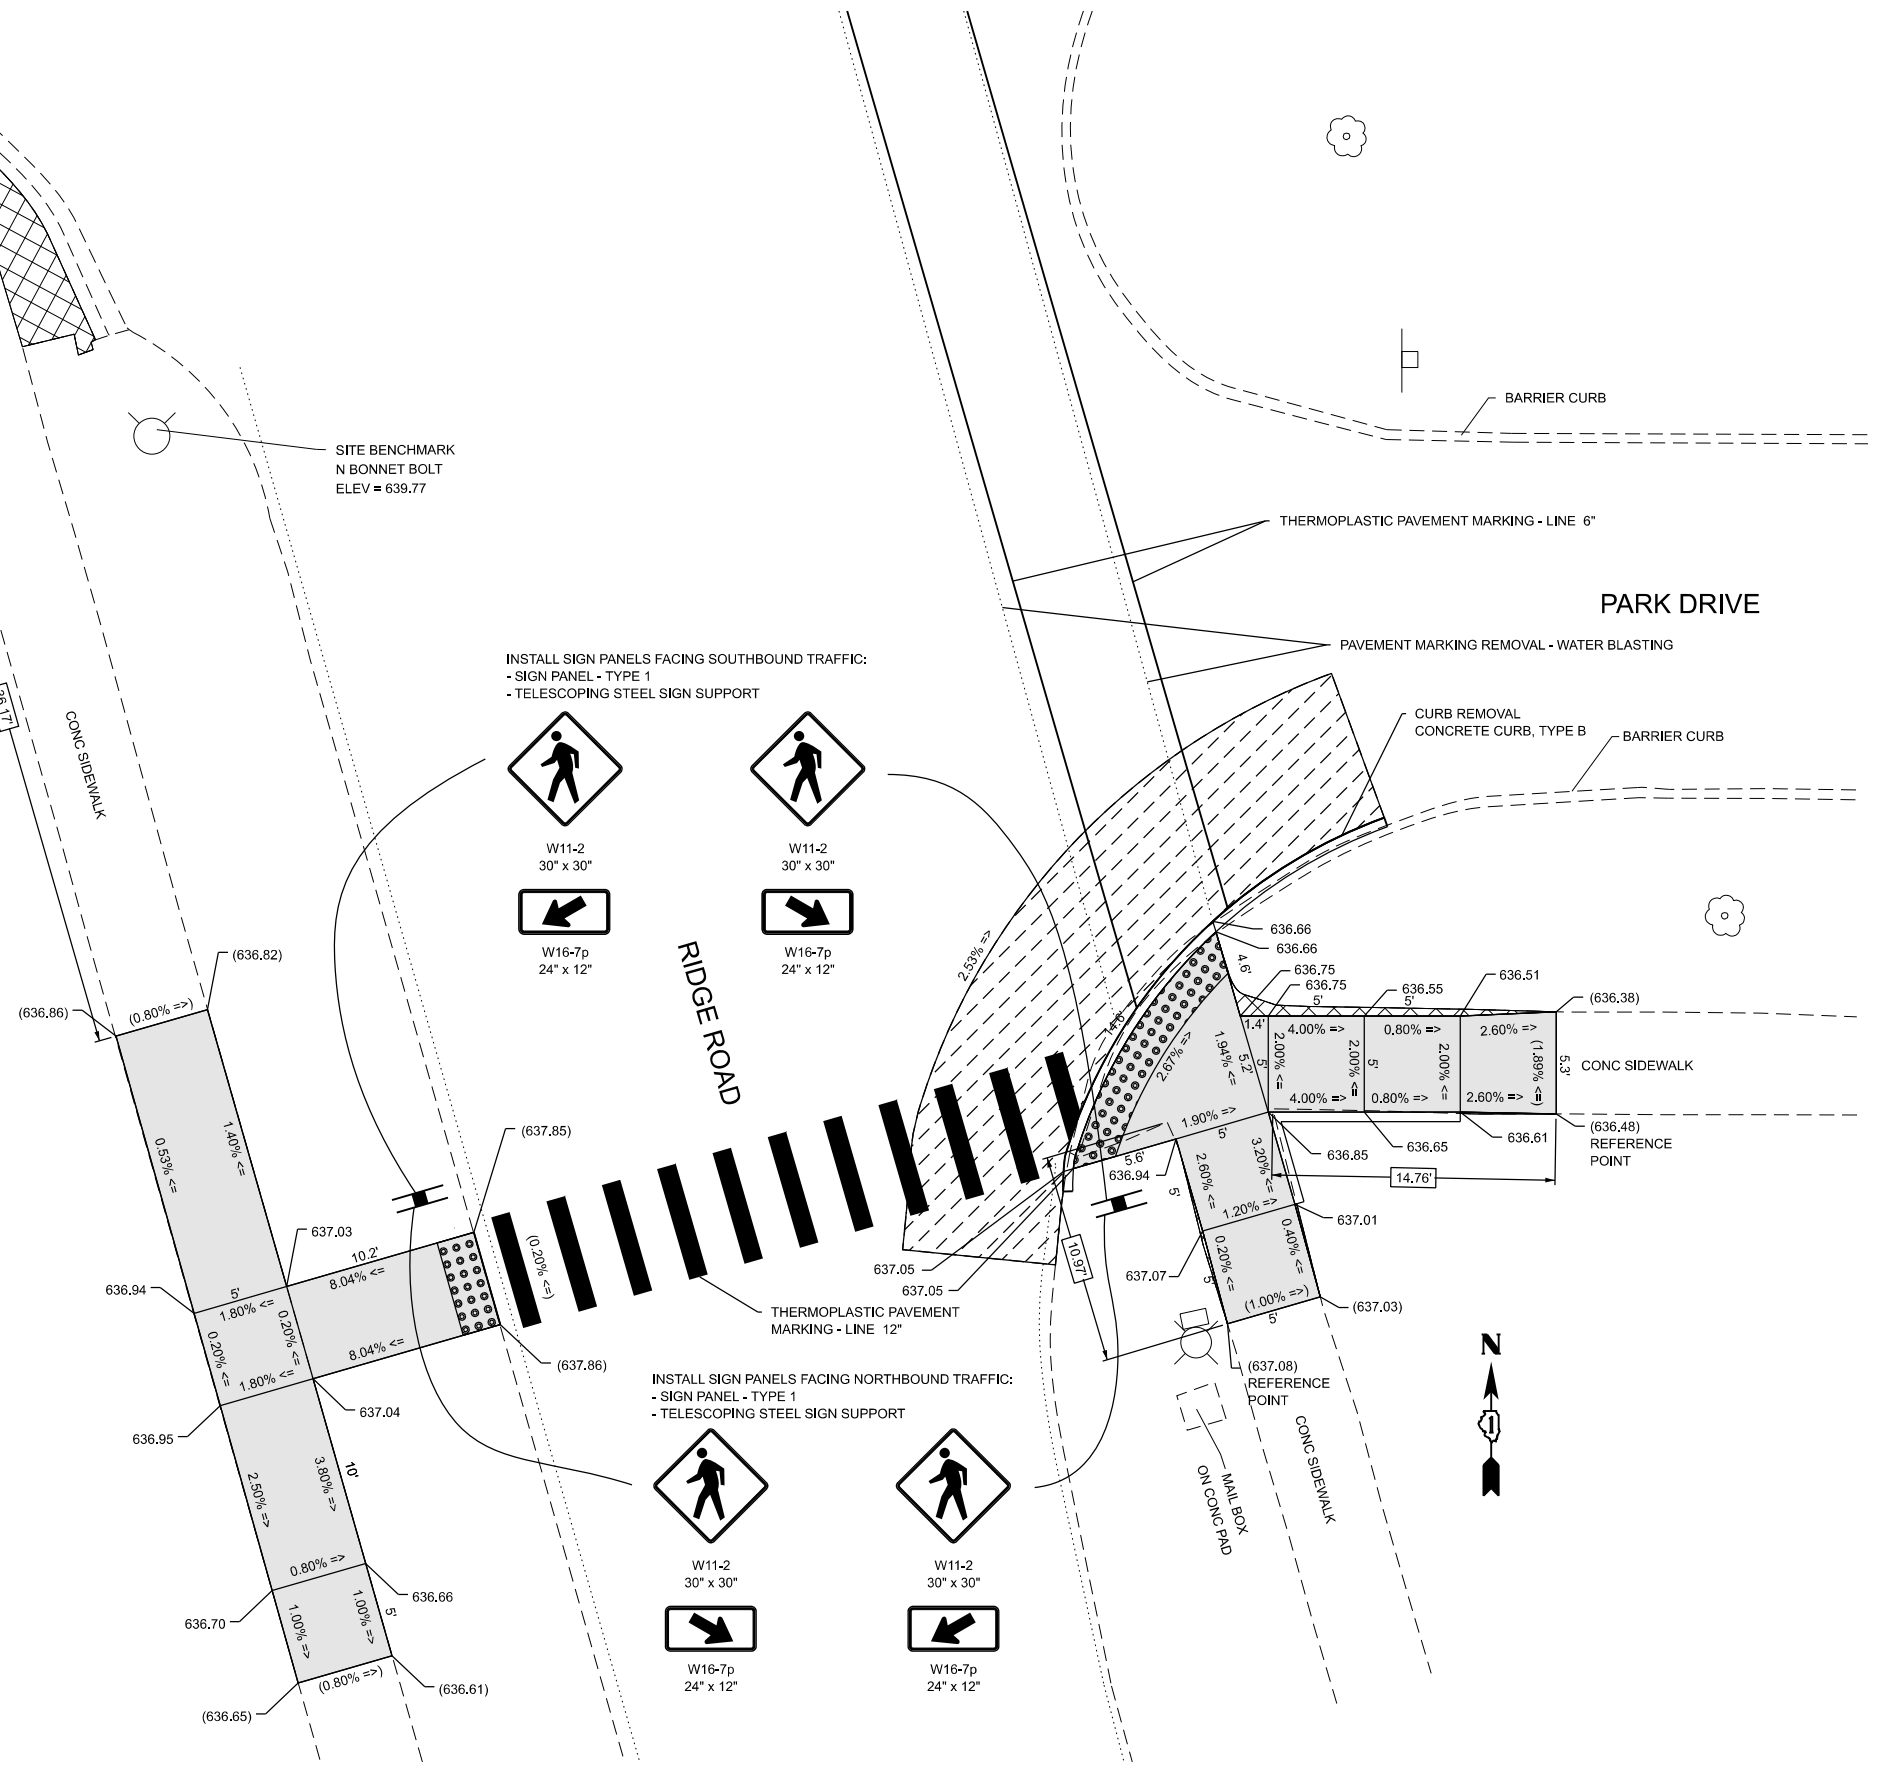 SITE BENCHMARK
N BONNET BOLT
ELEV = 639.77
BARRIER CURB
THERMOPLASTIC PAVEMENT MARKING - LINE 6"
PARK DRIVE
PAVEMENT MARKING REMOVAL - WATER BLASTING
CURB REMOVAL
CONCRETE CURB, TYPE B
BARRIER CURB
INSTALL SIGN PANELS FACING SOUTHBOUND TRAFFIC:
- SIGN PANEL - TYPE 1
- TELESCOPING STEEL SIGN SUPPORT
W11-2
30" x 30"
W16-7p
24" x 12"
W11-2
30" x 30"
W16-7p
24" x 12"
CONC SIDEWALK
RIDGE ROAD
(636.82)
(636.86)
(0.80% =>)
0.53% <=
1.40% <=
637.03
636.94
5'
1.80% <=
10.2'
8.04% <=
8.04% <=
0.20% <=
0.20% <=
1.80% <=
(637.85)
(0.20% <=)
(637.86)
637.04
636.95
2.50% =>
3.80% =>
10'
0.80% =>
636.66
636.70
1.00% =>
1.00% =>
5'
(0.80% =>)
(636.61)
(636.65)
THERMOPLASTIC PAVEMENT
MARKING - LINE 12"
INSTALL SIGN PANELS FACING NORTHBOUND TRAFFIC:
- SIGN PANEL - TYPE 1
- TELESCOPING STEEL SIGN SUPPORT
W11-2
30" x 30"
W16-7p
24" x 12"
W11-2
30" x 30"
W16-7p
24" x 12"
2.53% =>
636.66
636.66
4.6'
636.75
636.75
5'
636.55
5'
636.51
(636.38)
1.4'
4.00% =>
0.80% =>
2.60% =>
2.67% =>
1.94% <=
5.2'
5'
2.00% <=
2.00% <=
5'
2.00% <=
(1.89% <=)
5.3'
CONC SIDEWALK
4.00% =>
0.80% =>
2.60% =>
1.90% =>
5'
(636.48)
REFERENCE
POINT
636.61
636.65
636.85
14.76'
5.6'
636.94
5'
2.60% <=
3.20% <=
1.20% =>
637.01
637.05
637.05
10.97'
637.07
5'
0.20% <=
0.40% <=
(1.00% =>)
5'
(637.03)
(637.08)
REFERENCE
POINT
MAIL BOX
ON CONC PAD
CONC SIDEWALK
N
1